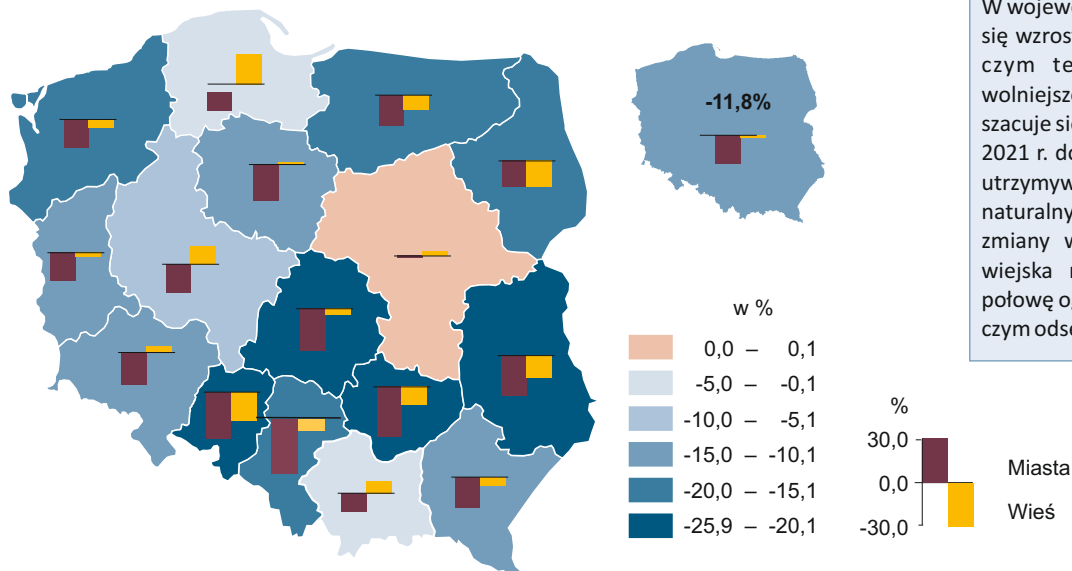 -11,8%
w %
0,0 – 0,1
-5,0 – -0,1
-10,0 – -5,1
-15,0 – -10,1
-20,0 – -15,1
-25,9 – -20,1
%
30,0
0,0
-30,0
Miasta
Wieś
W wojew
się wzros
czym te
wolniejsz
szacuje si
2021 r. do
utrzymyw
naturalny
zmiany w
wiejska r
połowę o
czym odse